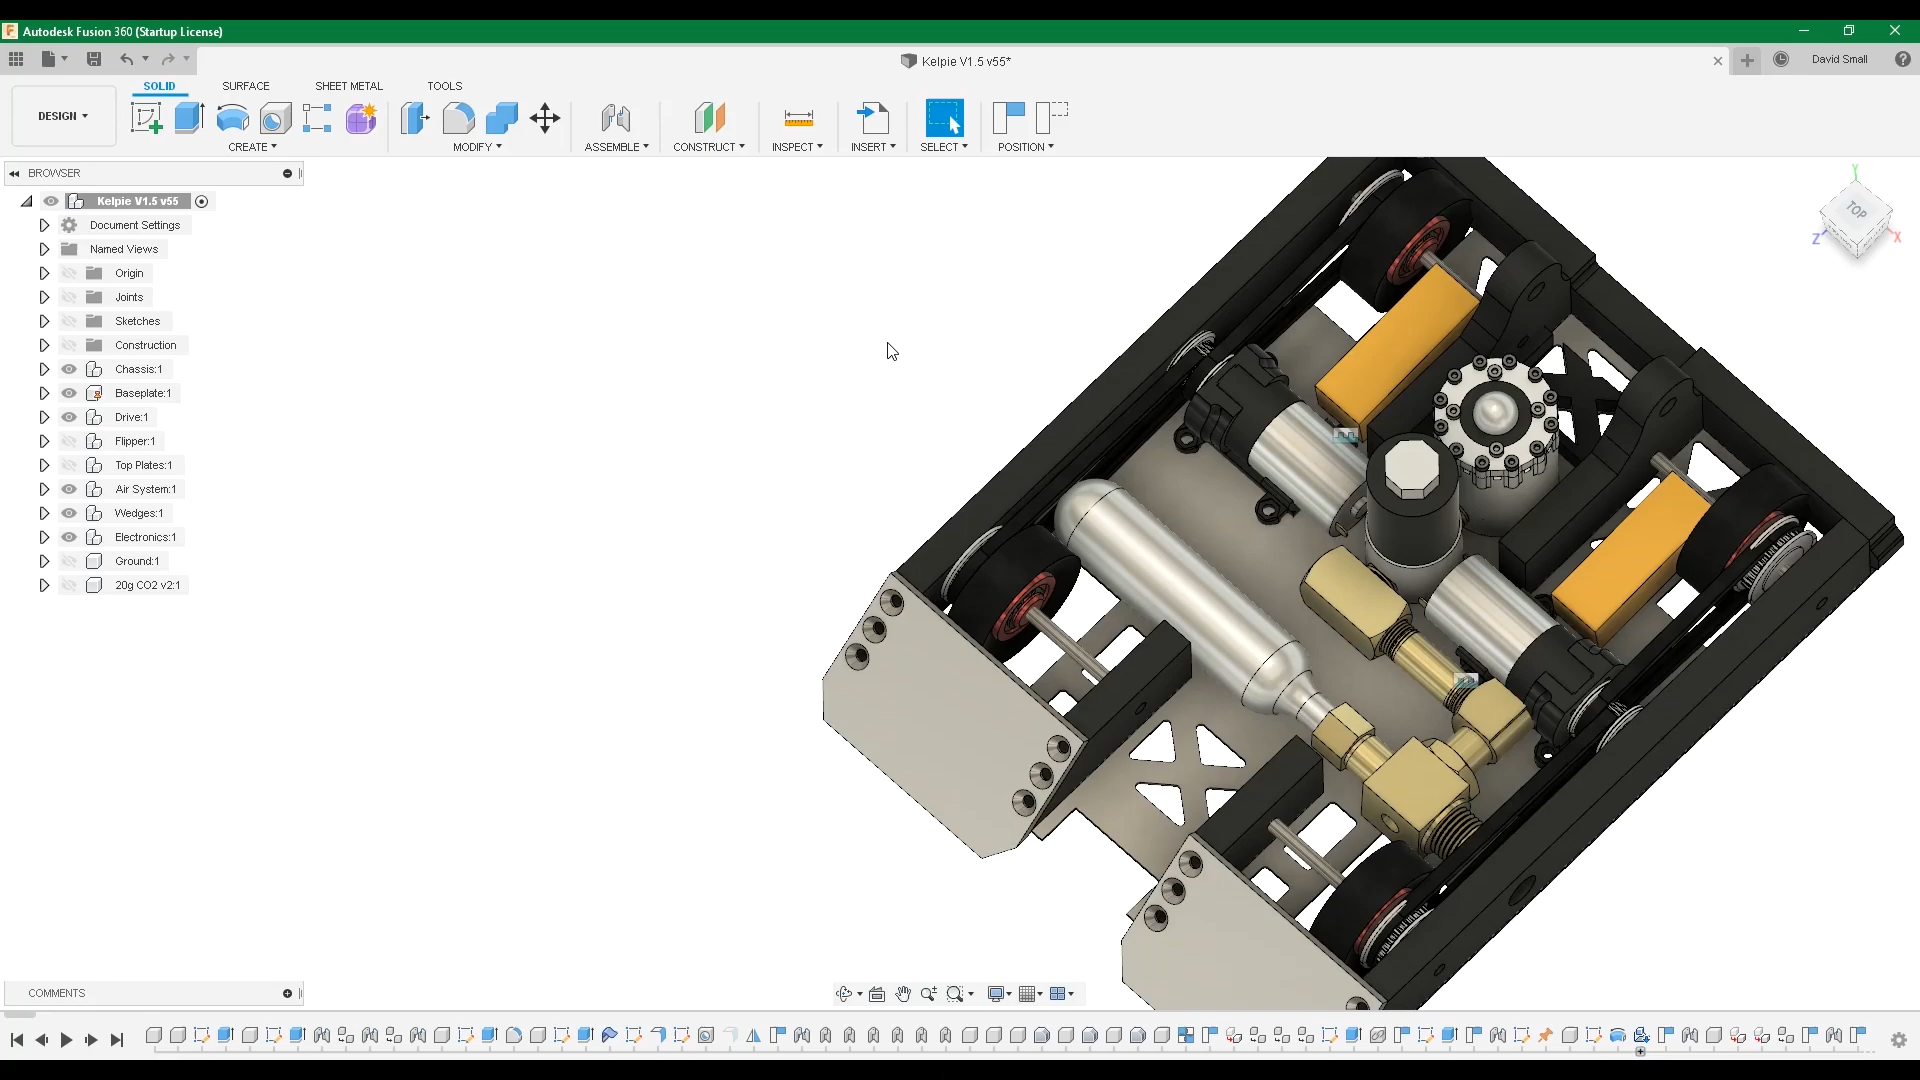 Autodesk Fusion 360 (Startup License)
Kelpie V1.5 v55*
David Small
SOLID SURFACE SHEET METAL TOOLS
DESIGN
CREATE MODIFY ASSEMBLE CONSTRUCT INSPECT INSERT SELECT POSITION
BROWSER
Kelpie V1.5 v55
Document Settings
Named Views
Origin
Joints
Sketches
Construction
Chassis:1
Baseplate:1
Drive:1
Flipper:1
Top Plates:1
Air System:1
Wedges:1
Electronics:1
Ground:1
20g CO2 v2:1
Y
TOP
Z
X
COMMENTS